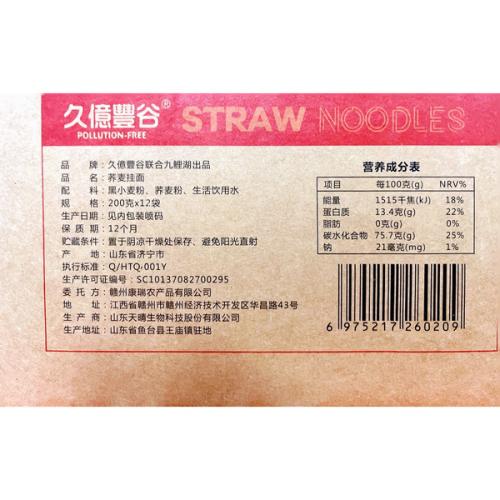 久億豐谷®
POLLUTION-FREE
STRAW NOODLES
品 牌：久億豐谷联合九鲤湖出品
品 名：荞麦挂面
配 料：黑小麦粉、荞麦粉、生活饮用水
规 格：200克x12袋
生产日期：见内包装喷码
保 质 期：12个月
贮藏条件：置于阴凉干燥处保存、避免阳光直射
产 地：山东省济宁市
执行标准：Q/HTQ-001Y
生产许可证编号：SC10137082700295
委 托 方：赣州康瑞农产品有限公司
地 址：江西省赣州市赣州经济技术开发区华昌路43号
生 产 商：山东天晴生物科技股份有限公司
生产地址：山东省鱼台县王庙镇驻地
营养成分表
项目 每100克(g) NRV%
能量 1515千焦(kJ) 18%
蛋白质 13.4克(g) 22%
脂肪 0克(g) 0%
碳水化合物 75.7克(g) 25%
钠 21毫克(mg) 1%
6 975217 260209